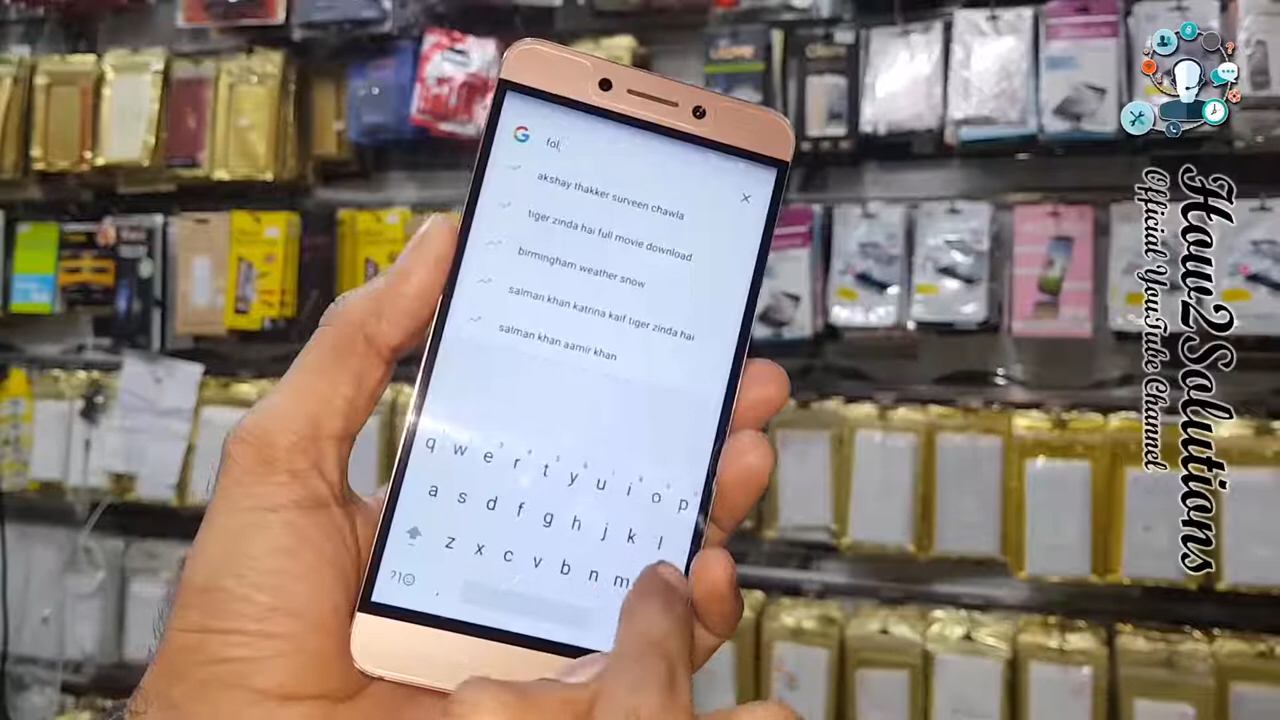 fol
akshay thakker surveen chawla
tiger zinda hai full movie download
birmingham weather snow
salman khan katrina kaif tiger zinda hai
salman khan aamir khan
q w e r t y u i o p
a s d f g h j k l
z x c v b n m
?1☺ ,
How2Solutions
Official YouTube Channel